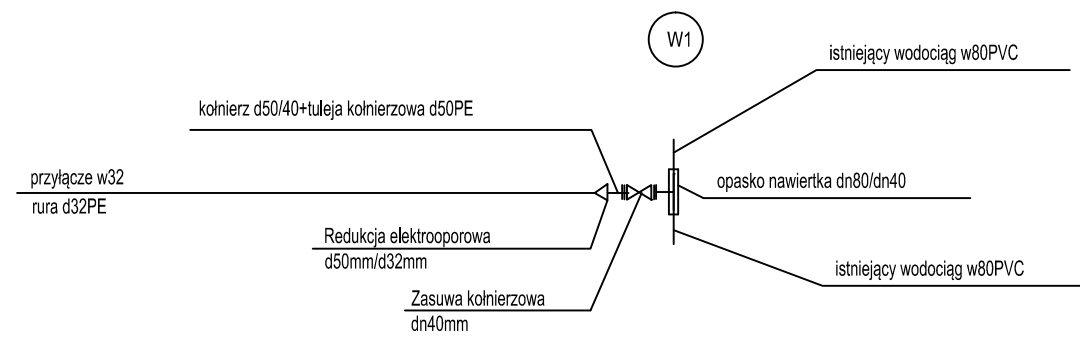 W1
istniejący wodociąg w80PVC
kołnierz d50/40+tuleja kołnierzowa d50PE
przyłącze w32
rura d32PE
opasko nawiertka dn80/dn40
Redukcja elektrooporowa
d50mm/d32mm
istniejący wodociąg w80PVC
Zasuwa kołnierzowa
dn40mm